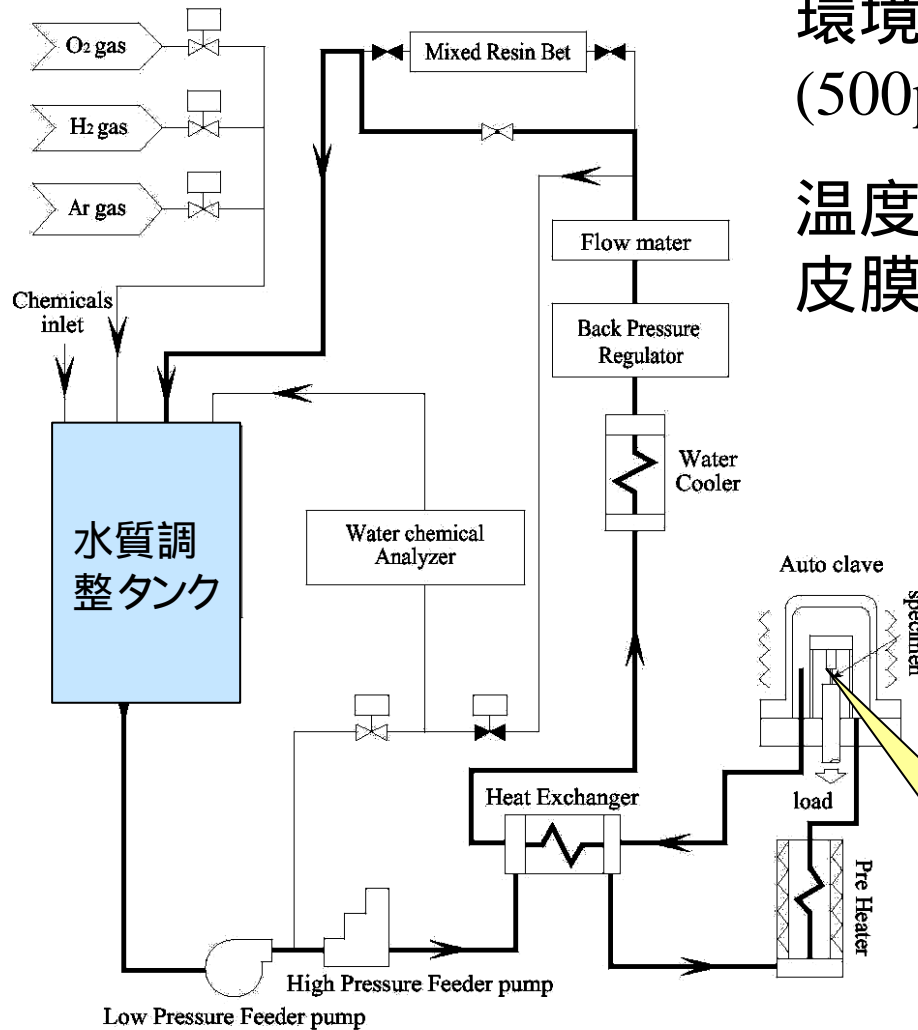 O2 gas
H2 gas
Ar gas
Chemicals
inlet
Mixed Resin Bet
Flow mater
Back Pressure
Regulator
Water
Cooler
水質調
整タンク
Water chemical
Analyzer
Auto clave
specimen
load
Heat Exchanger
Pre Heater
High Pressure Feeder pump
Low Pressure Feeder pump
環境
(500
温度
皮膜